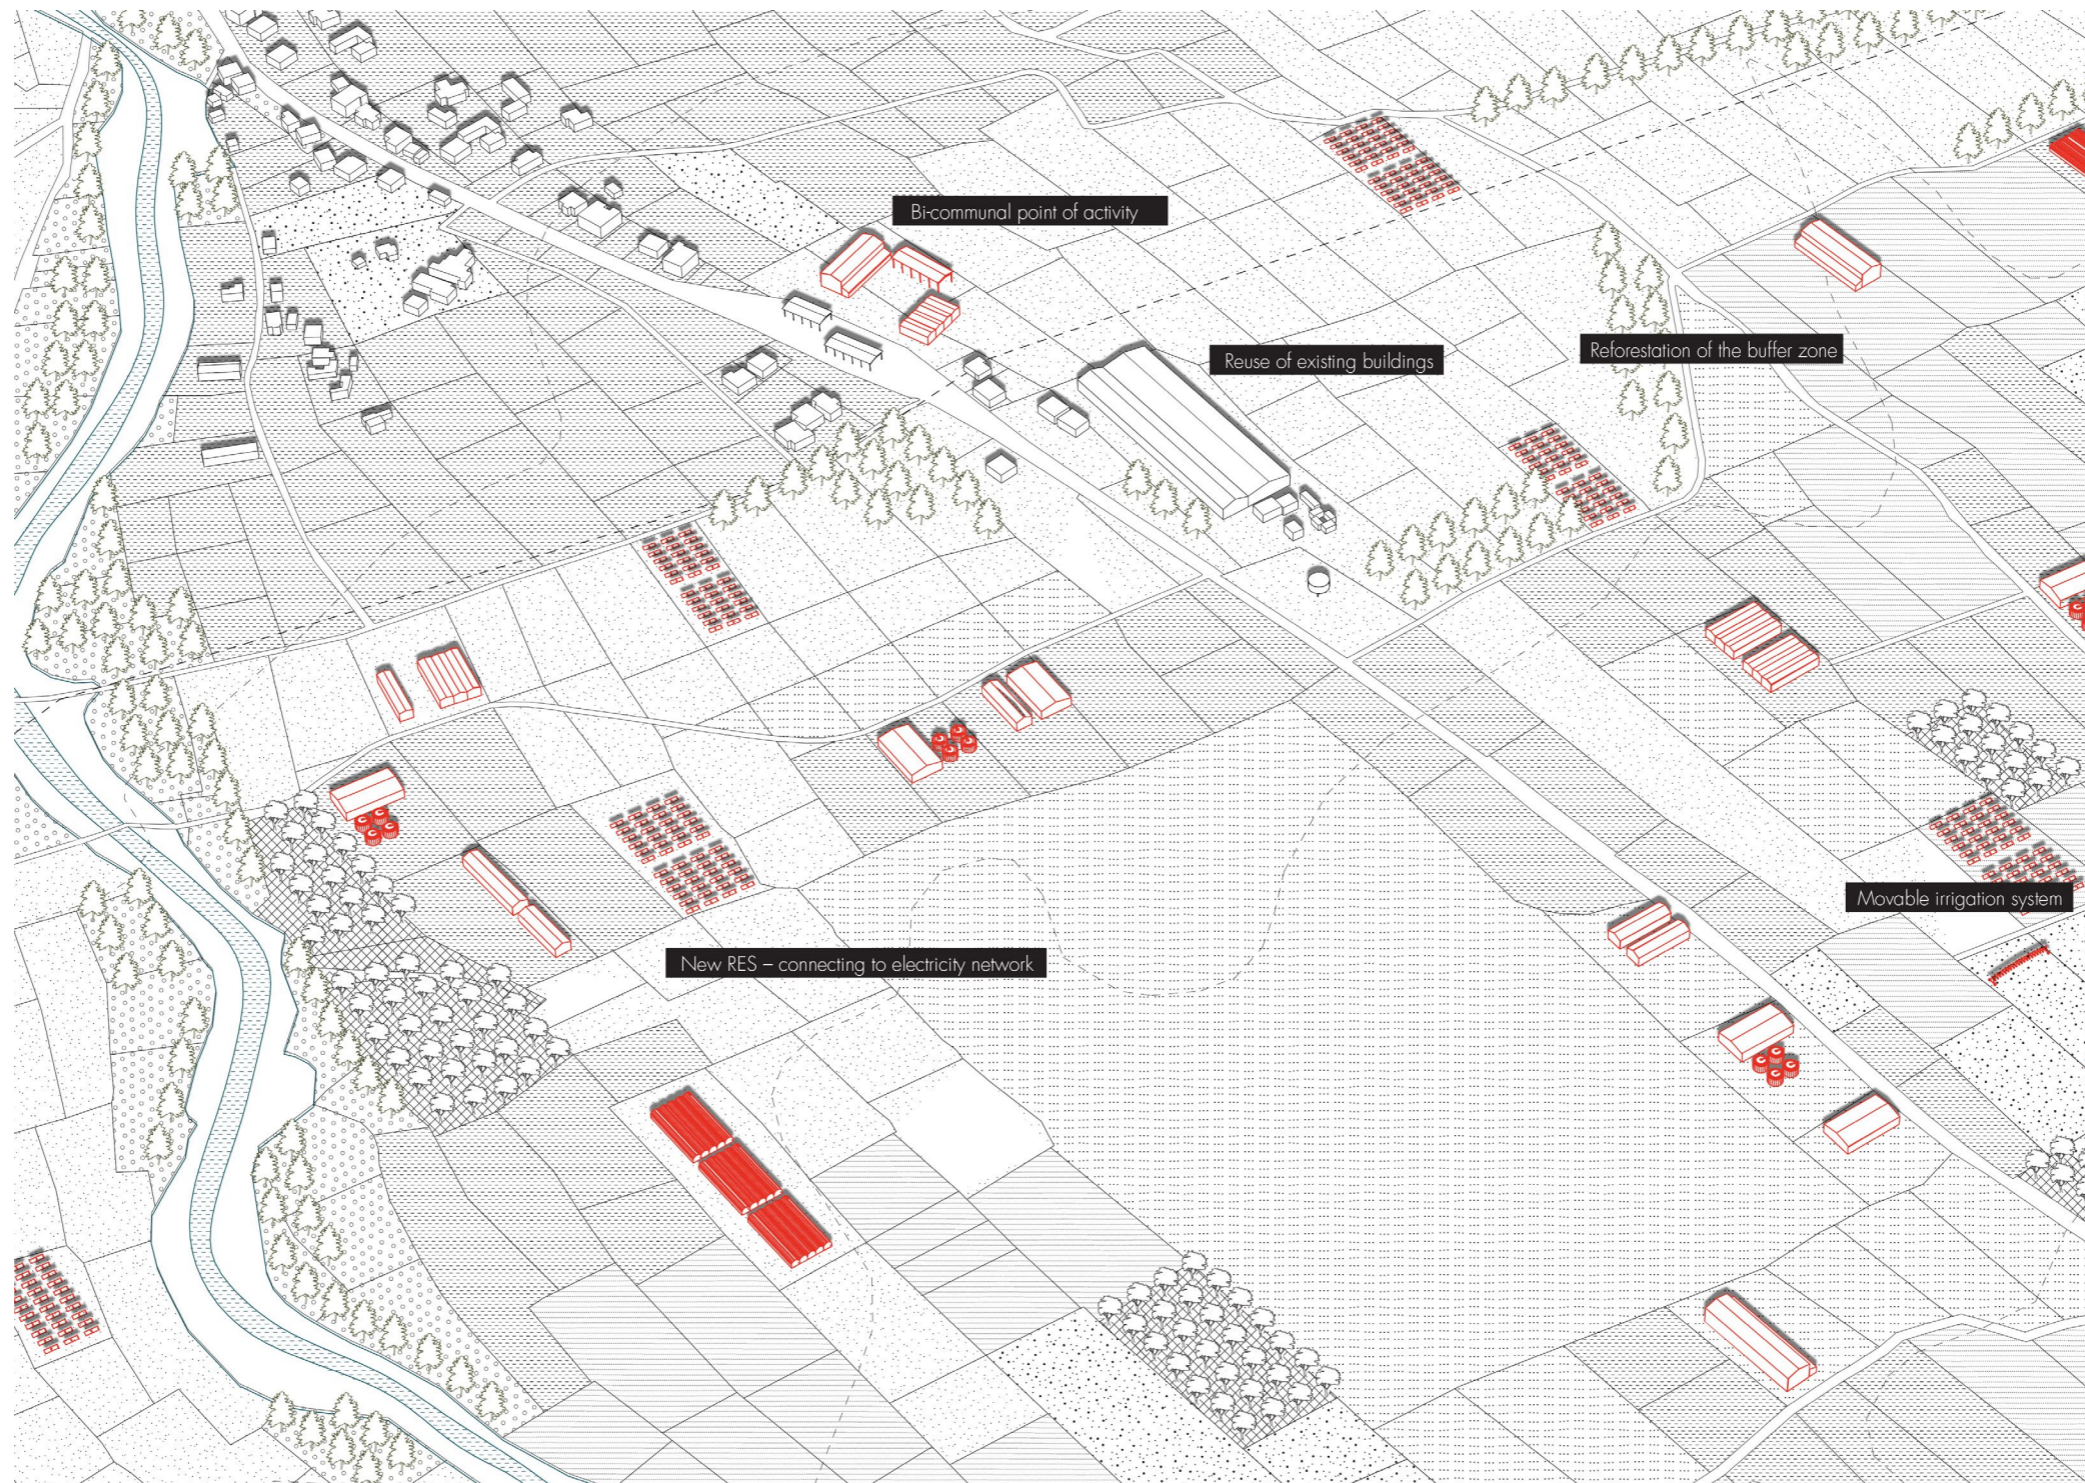 Bi-communal point of activity
Reuse of existing buildings
Reforestation of the buffer zone
Movable irrigation system
New RES – connecting to electricity network